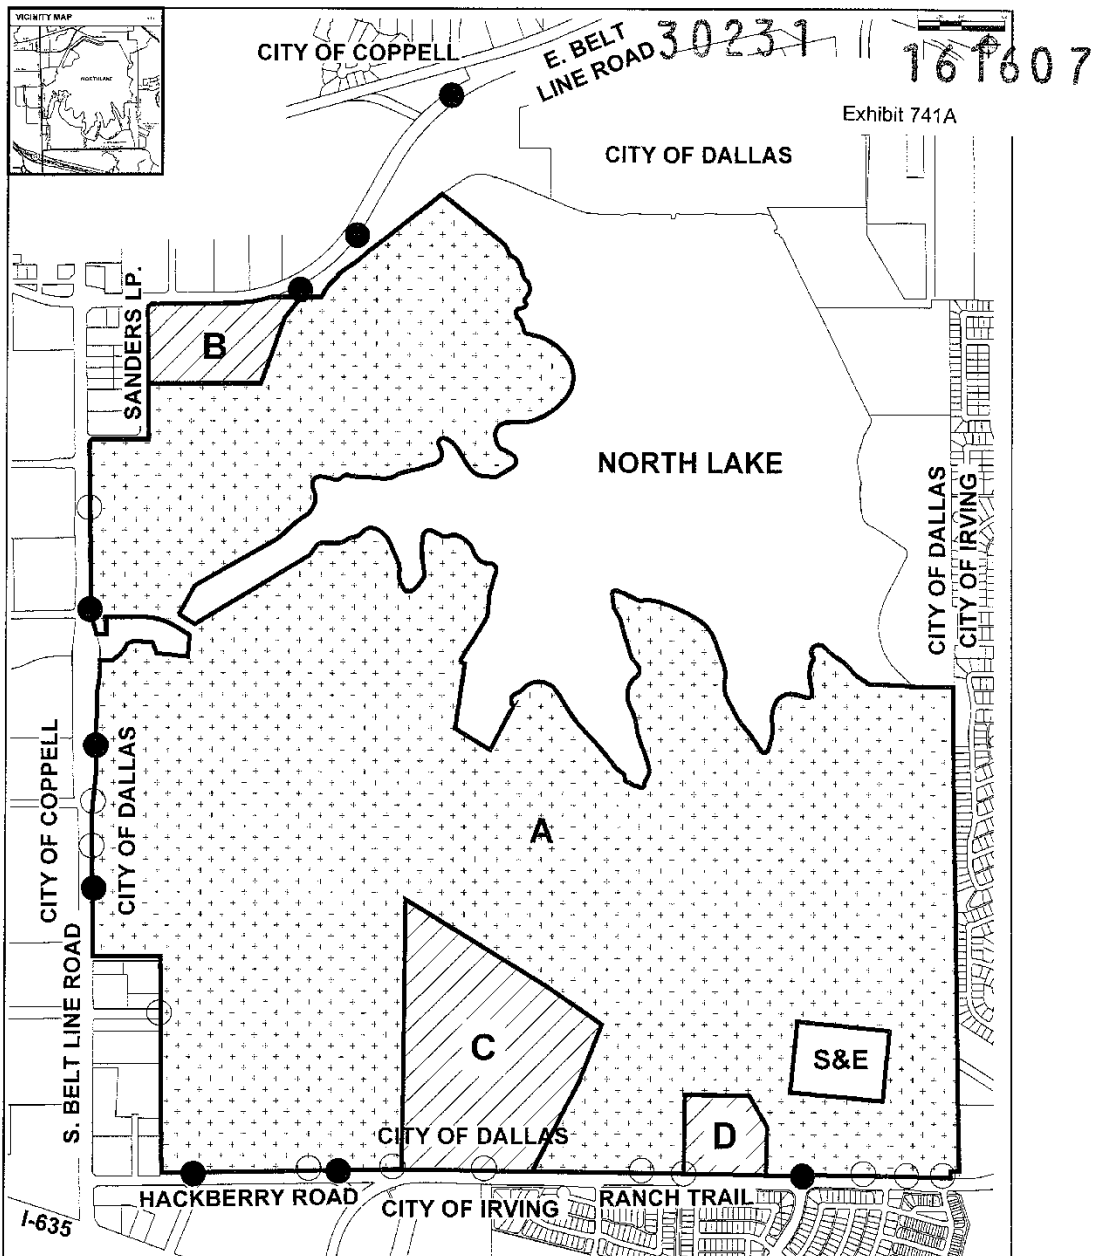 VICINITY MAP
NORTH LAKE
CITY OF COPPELL
E. BELT
LINE ROAD
30231
161607
Exhibit 741A
CITY OF DALLAS
SANDERS LP.
B
NORTH LAKE
CITY OF DALLAS
CITY OF IRVING
CITY OF COPPELL
CITY OF DALLAS
A
S. BELT LINE ROAD
C
S&E
D
CITY OF DALLAS
HACKBERRY ROAD
CITY OF IRVING
RANCH TRAIL
I-635